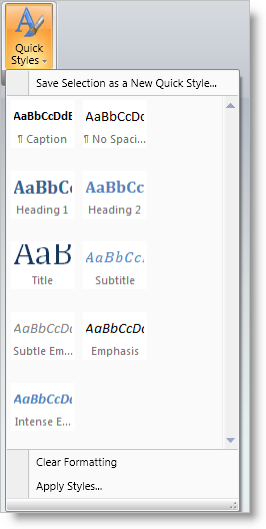 Quick
Styles
Save Selection as a New Quick Style...
AaBbCcDdE AaBbCcDc
¶ Caption ¶ No Spaci...
AaBbCc AaBbCc
Heading 1 Heading 2
AaB AaBbCc.
Title Subtitle
AaBbCcDc AaBbCcDc
Subtle Em... Emphasis
AaBbCcDc
Intense E...
Clear Formatting
Apply Styles...